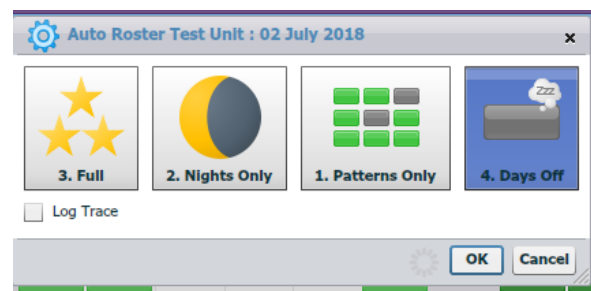 Auto Roster Test Unit : 02 July 2018
x
Zzz
3. Full
2. Nights Only
1. Patterns Only
4. Days Off
Log Trace
OK
Cancel